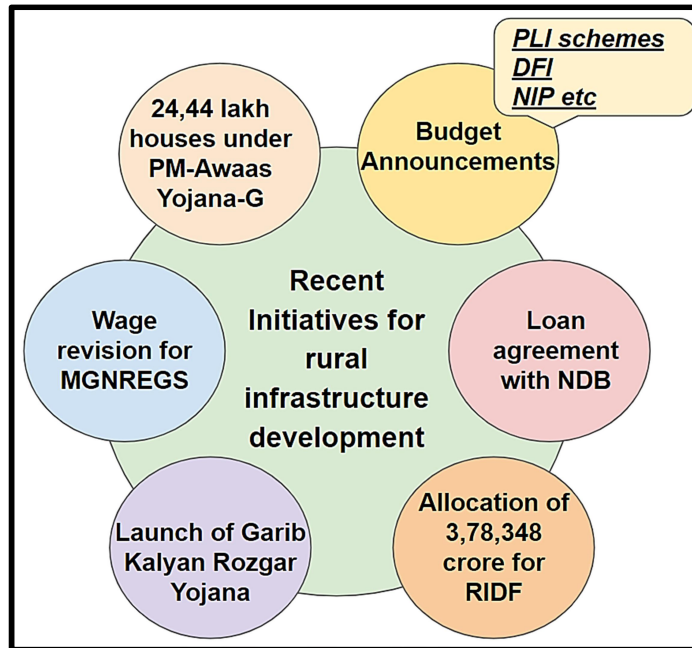 PLI schemes
DFI
NIP etc
24,44 lakh
houses under
PM-Awaas
Yojana-G
Budget
Announcements
Recent
Initiatives for
rural
infrastructure
development
Wage
revision for
MGNREGS
Loan
agreement
with NDB
Launch of Garib
Kalyan Rozgar
Yojana
Allocation of
3,78,348
crore for
RIDF